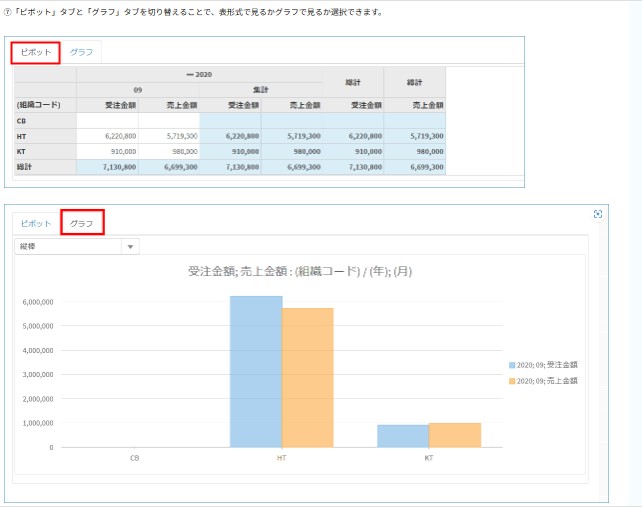 ⑦「ピボット」タブと「グラフ」タブを切り替えることで、表形式で見るかグラフで見るか選択できます。
ピボット グラフ
ー 2020 総計 総計
09 集計
(組織コード) 受注金額 売上金額 受注金額 売上金額 受注金額 売上金額
CB
HT 6,220,800 5,719,300 6,220,800 5,719,300 6,220,800 5,719,300
KT 910,000 980,000 910,000 980,000 910,000 980,000
総計 7,130,800 6,699,300 7,130,800 6,699,300 7,130,800 6,699,300
ピボット グラフ
縦棒
受注金額; 売上金額 : (組織コード) / (年); (月)
6,000,000
5,000,000
4,000,000
3,000,000
2,000,000
1,000,000
0
CB HT KT
2020; 09; 受注金額
2020; 09; 売上金額